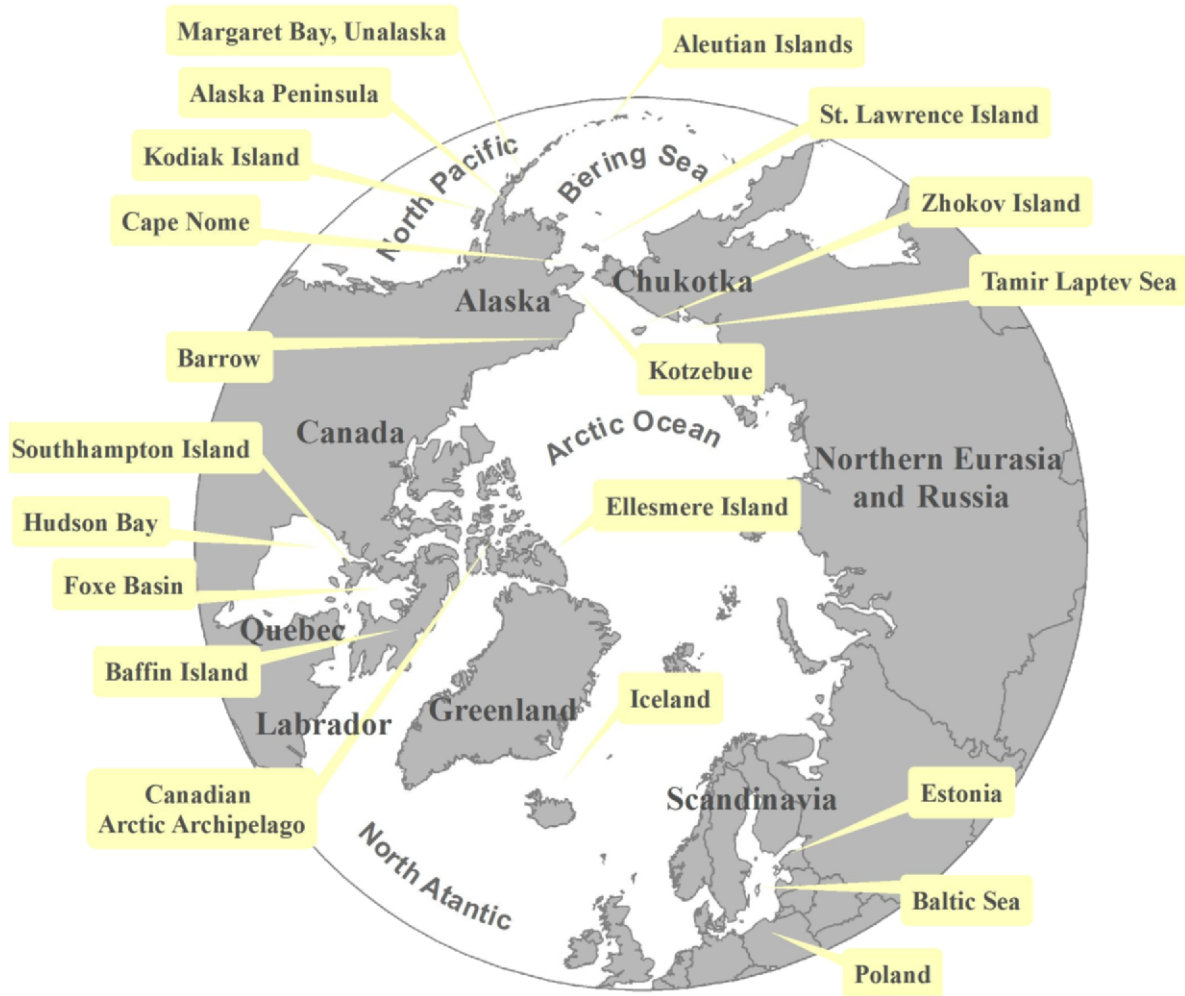 Margaret Bay, Unalaska
Aleutian Islands
Alaska Peninsula
St. Lawrence Island
Kodiak Island
North Pacific
Bering Sea
Zhokov Island
Cape Nome
Chukotka
Tamir Laptev Sea
Alaska
Barrow
Kotzebue
Canada
Arctic Ocean
Southhampton Island
Northern Eurasia
and Russia
Hudson Bay
Ellesmere Island
Foxe Basin
Quebec
Baffin Island
Iceland
Labrador
Greenland
Canadian
Arctic Archipelago
Scandinavia
Estonia
North Atantic
Baltic Sea
Poland